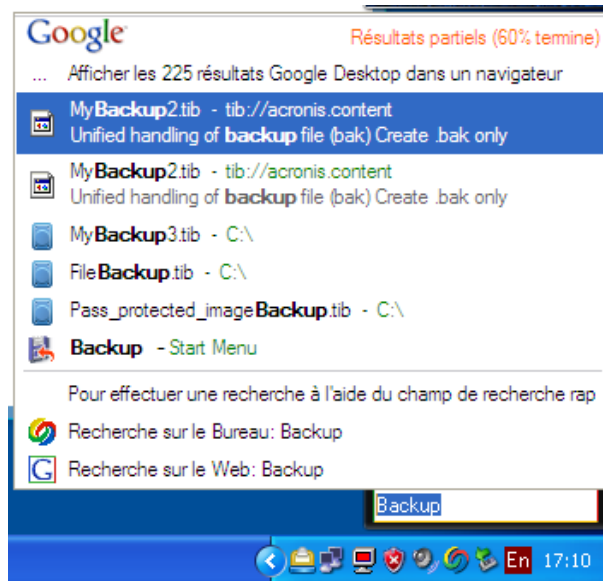 Google
Résultats partiels (60% termine)
... Afficher les 225 résultats Google Desktop dans un navigateur
MyBackup2.tib - tib://acronis.content
Unified handling of backup file (bak) Create .bak only
MyBackup2.tib - tib://acronis.content
Unified handling of backup file (bak) Create .bak only
MyBackup3.tib - C:\
FileBackup.tib - C:\
Pass_protected_imageBackup.tib - C:\
Backup - Start Menu
Pour effectuer une recherche à l'aide du champ de recherche rap
Recherche sur le Bureau: Backup
G Recherche sur le Web: Backup
Backup
En 17:10